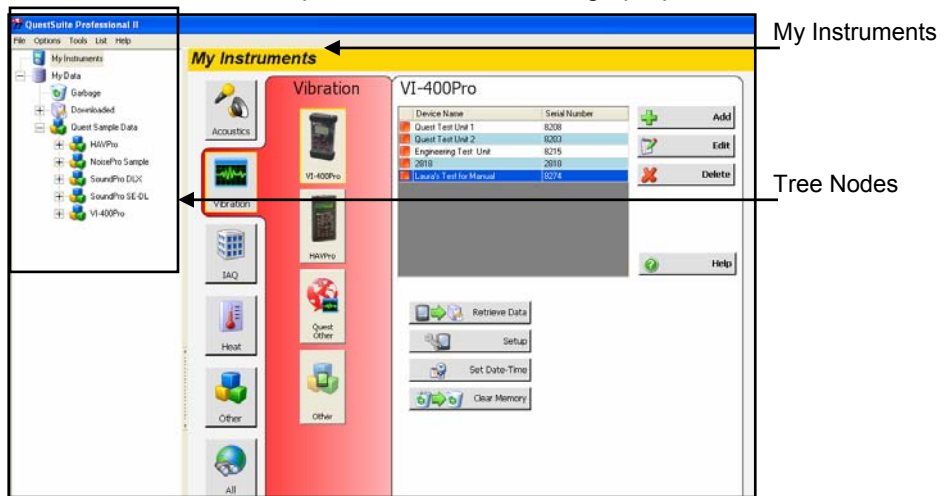 QuestSuite Professional II
File Options Tools List Help
My Instruments
My Data
Garbage
Downloaded
Quest Sample Data
HAVPro
NoisePro Sample
SoundPro DLX
SoundPro SE-DL
VI-400Pro
My Instruments
Acoustics
Vibration
IAQ
Heat
Other
All
Vibration
VI-400Pro
HAVPro
Quest
Other
Other
VI-400Pro
Device Name Serial Number
Quest Test Unit 1 8208
Quest Test Unit 2 8203
Engineering Test Unit 8215
2810 2810
Laura's Test for Manual 8274
Add
Edit
Delete
Help
Retrieve Data
Setup
Set Date-Time
Clear Memory
My Instruments
Tree Nodes